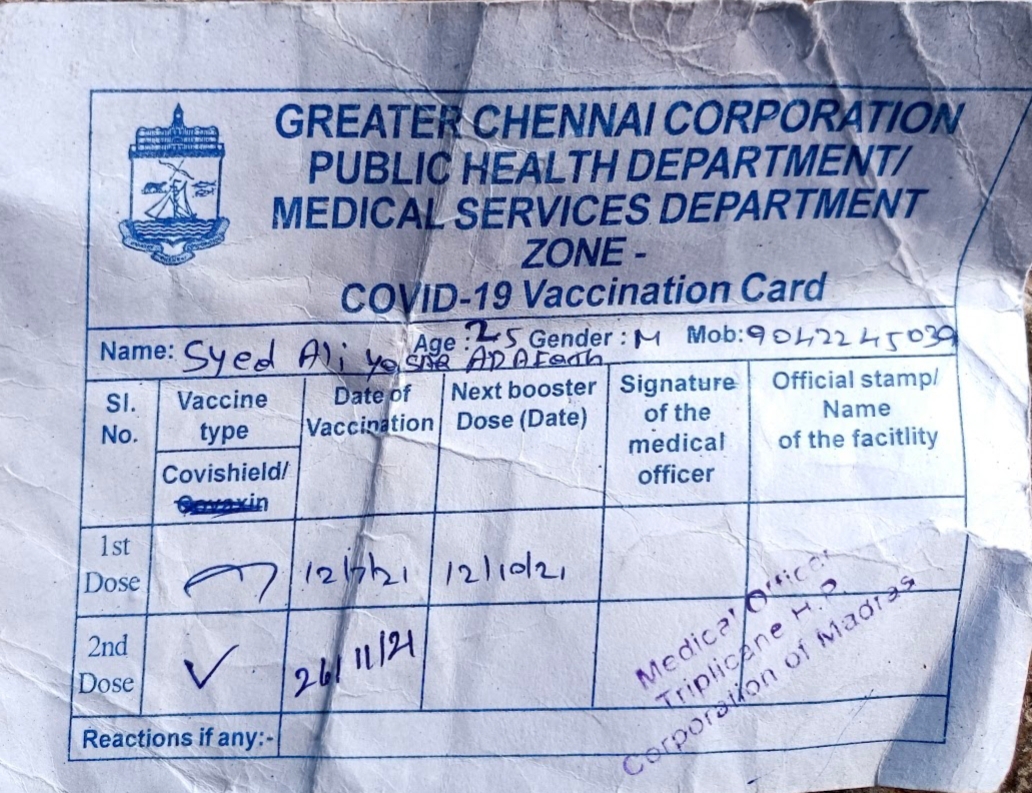 GREATER CHENNAI CORPORATION
PUBLIC HEALTH DEPARTMENT/
MEDICAL SERVICES DEPARTMENT
ZONE -
COVID-19 Vaccination Card
Name: Syed Ali Age : 25 Gender : M Mob: 9042245039
Sl. No.
Vaccine type
Covishield/
Covaxin
Date of Vaccination
Next booster Dose (Date)
Signature of the medical officer
Official stamp/ Name of the facitlity
1st Dose 12/7/21 12/10/21
2nd Dose ✓ 26/11/21
Reactions if any:-
Medical Officer
Triplicane H.P.
Corporation of Madras